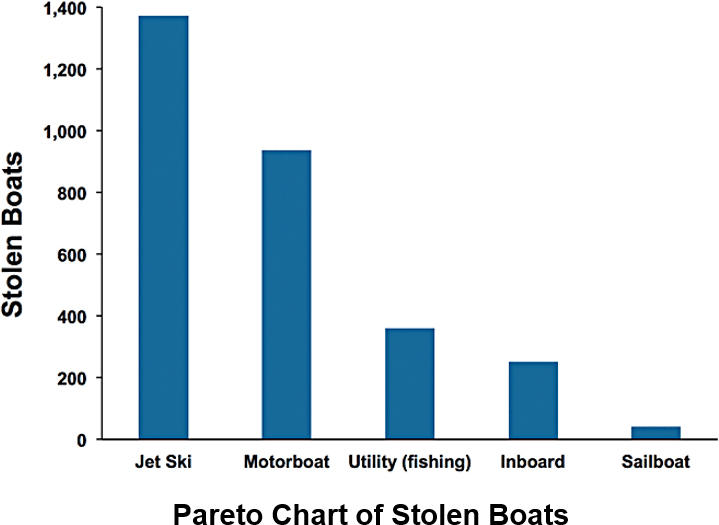 1,400
1,200
1,000
800
600
400
200
0
Stolen Boats
Jet Ski Motorboat Utility (fishing) Inboard Sailboat
Pareto Chart of Stolen Boats